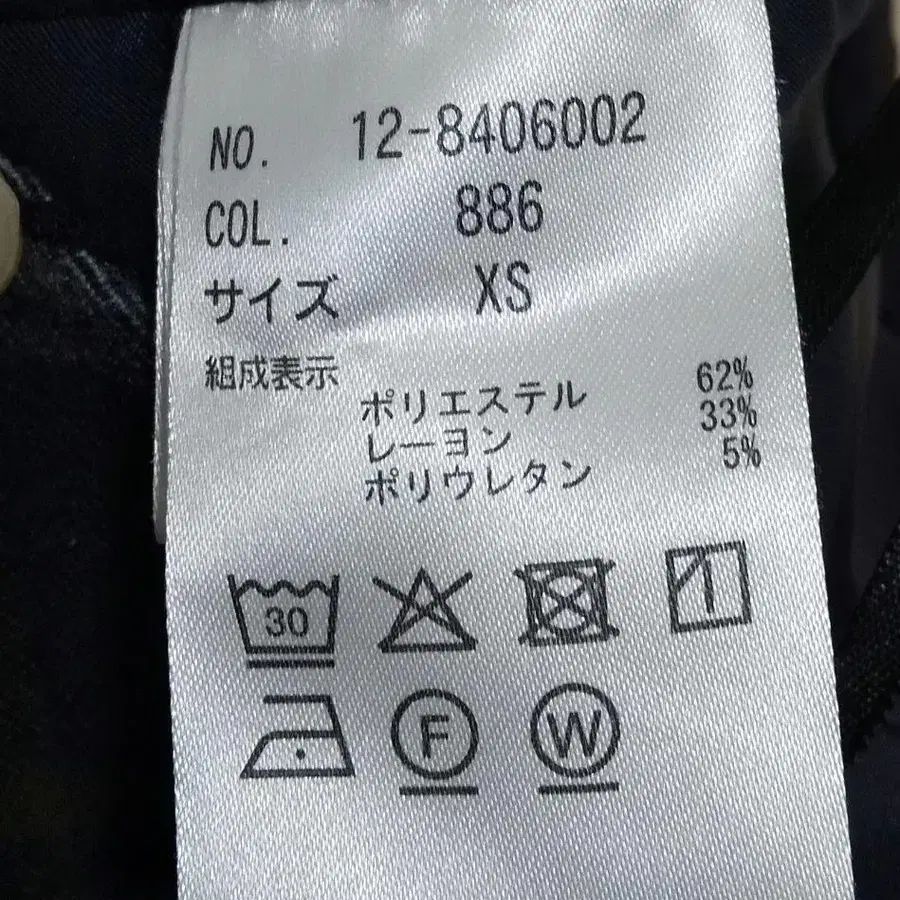 NO. 12-8406002
COL. 886
サイズ XS
組成表示
ポリエステル 62%
レーヨン 33%
ポリウレタン 5%
30
F W